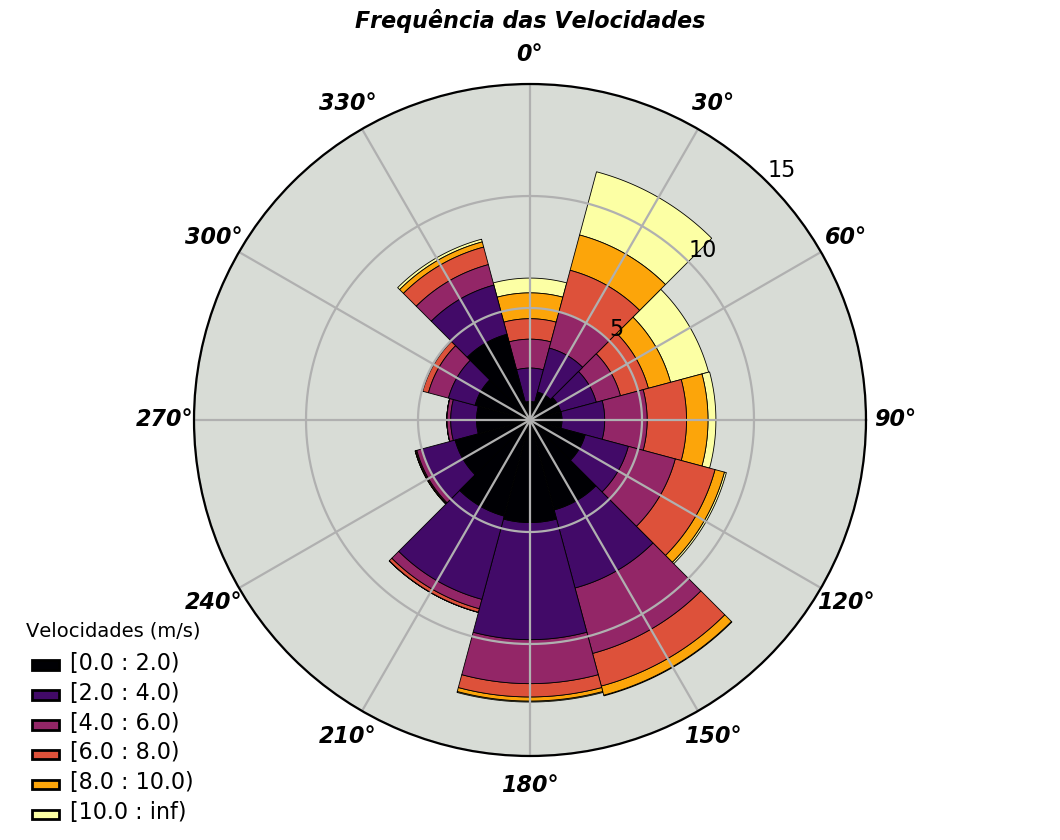 Frequência das Velocidades
0°
330°
30°
15
300°
60°
10
5
270°
90°
240°
120°
210°
150°
180°
Velocidades (m/s)
[0.0 : 2.0)
[2.0 : 4.0)
[4.0 : 6.0)
[6.0 : 8.0)
[8.0 : 10.0)
[10.0 : inf)